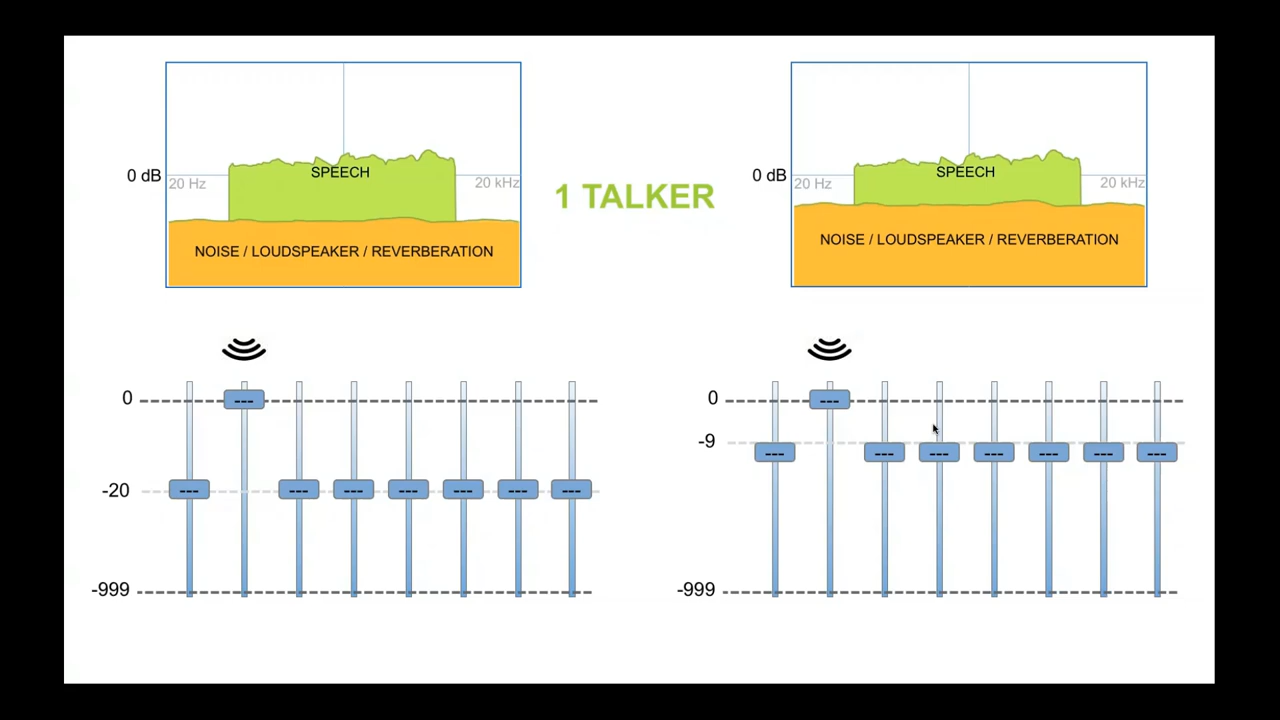 0 dB
20 Hz
SPEECH
20 kHz
NOISE / LOUDSPEAKER / REVERBERATION
1 TALKER
0 dB
20 Hz
SPEECH
20 kHz
NOISE / LOUDSPEAKER / REVERBERATION
0
---
-20
--- --- --- --- --- --- ---
-999
0
---
-9
--- --- --- --- --- --- ---
-999